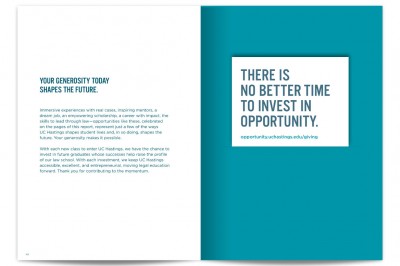 YOUR GENEROSITY TODAY
SHAPES THE FUTURE.
Immersive experiences with real cases, inspiring mentors, a
dream job, an empowering scholarship, a career with impact, the
skills to lead through law—opportunities like these, celebrated
on the pages of this report, represent just a few of the ways
UC Hastings shapes student lives and, in so doing, shapes the
future. Your generosity makes it possible.
With each new class to enter UC Hastings, we have the chance to
invest in future graduates whose successes help raise the profile
of our law school. With each investment, we keep UC Hastings
accessible, excellent, and entrepreneurial, moving legal education
forward. Thank you for contributing to the momentum.
THERE IS
NO BETTER TIME
TO INVEST IN
OPPORTUNITY.
opportunity.uchastings.edu/giving